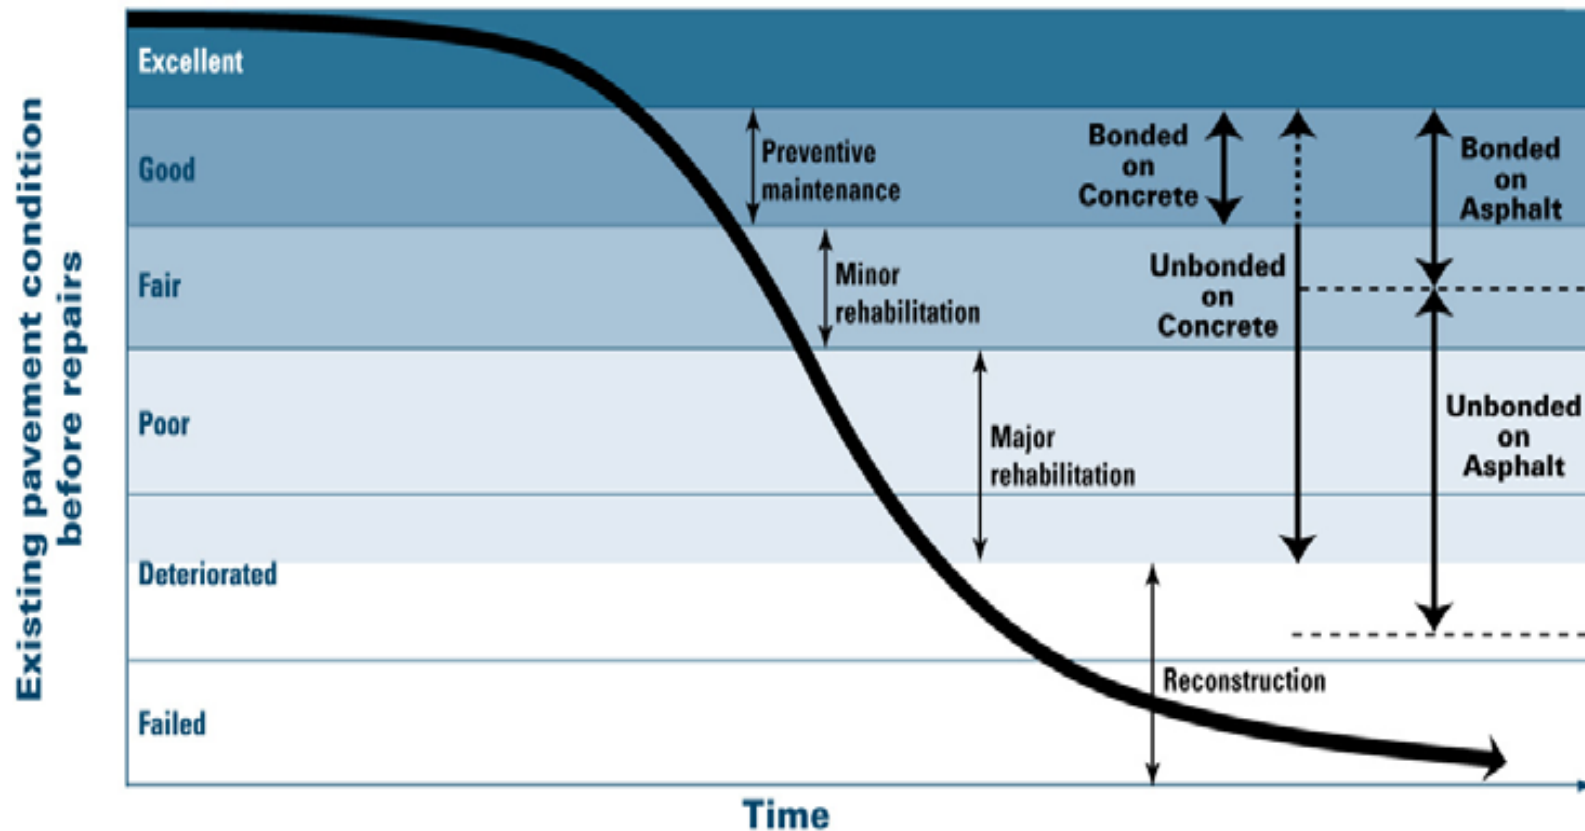 Existing pavement condition
before repairs
Excellent
Good
Fair
Poor
Deteriorated
Failed
Preventive
maintenance
Minor
rehabilitation
Major
rehabilitation
Reconstruction
Bonded
on
Concrete
Unbonded
on
Concrete
Bonded
on
Asphalt
Unbonded
on
Asphalt
Time